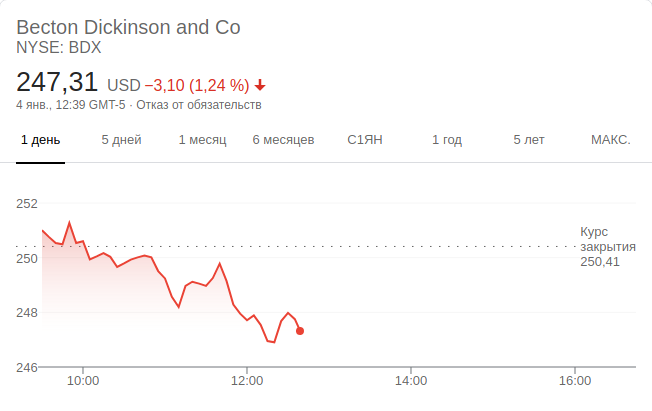 Becton Dickinson and Co
NYSE: BDX
247,31 USD −3,10 (1,24 %)
4 янв., 12:39 GMT-5 · Отказ от обязательств
1 день 5 дней 1 месяц 6 месяцев С1ЯН 1 год 5 лет МАКС.
252
250
248
246
Курс
закрытия
250,41
10:00 12:00 14:00 16:00